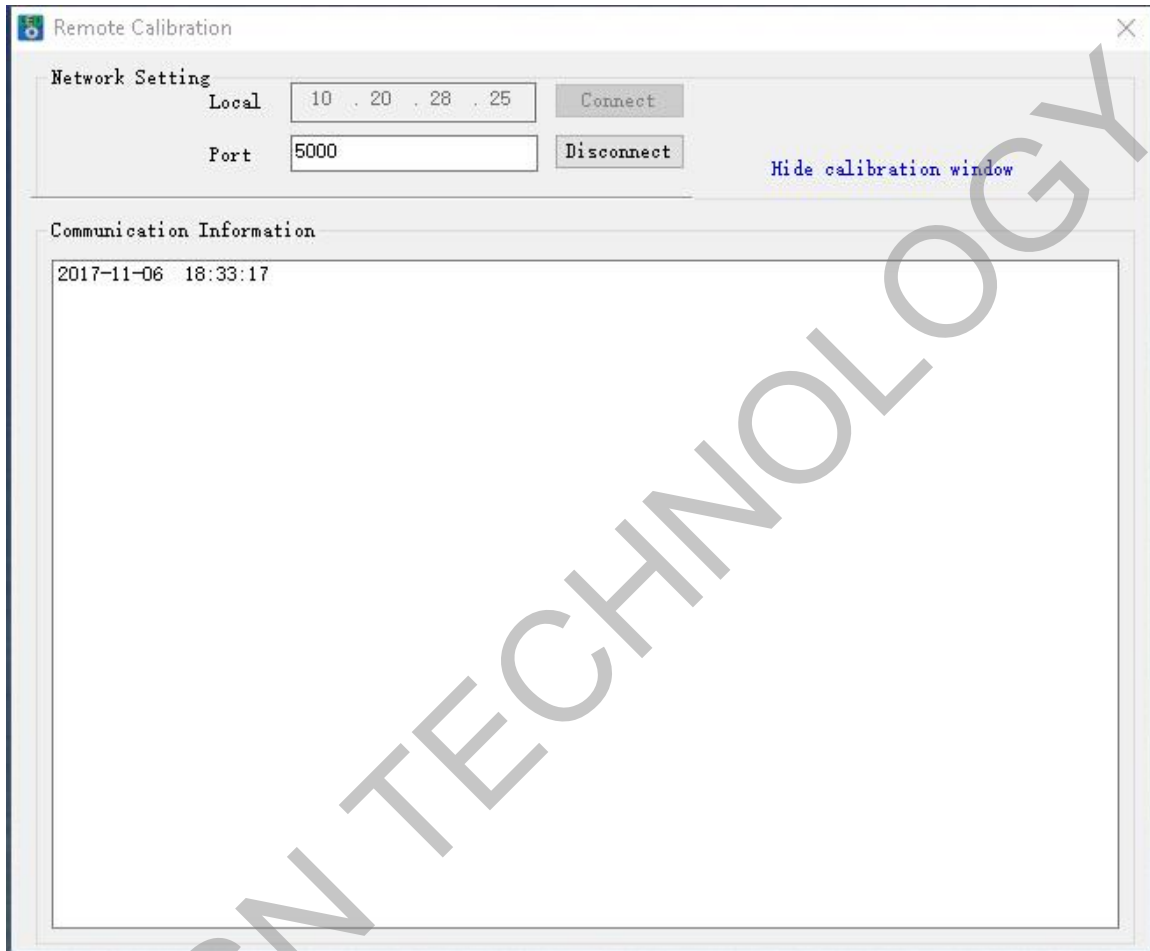 Remote Calibration
Network Setting
Local 10 . 20 . 28 . 25 Connect
Port 5000 Disconnect
Hide calibration window
Communication Information
2017-11-06 18:33:17
TECHNOLOGY